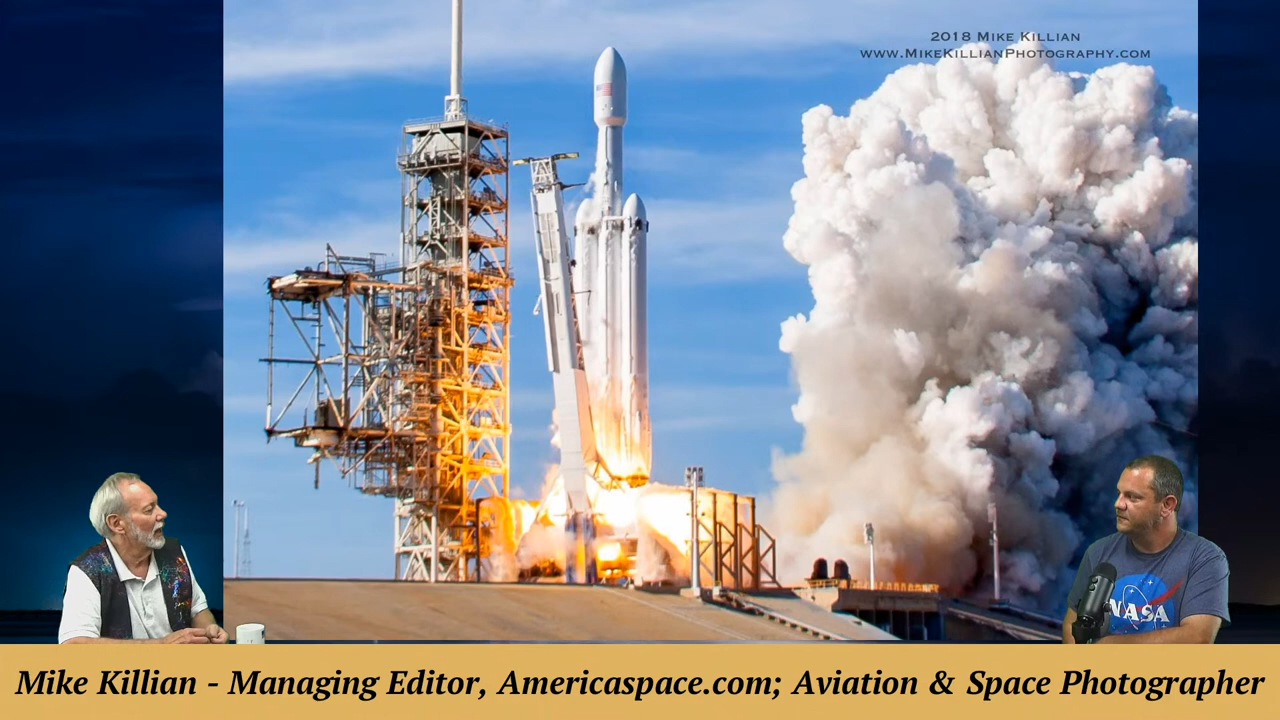 2018 Mike Killian
www.MikeKillianPhotography.com
NASA
Mike Killian - Managing Editor, Americaspace.com; Aviation & Space Photographer